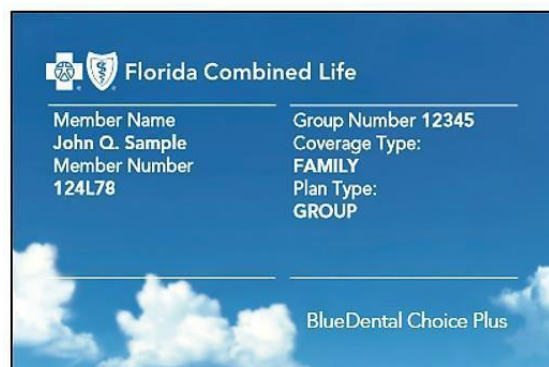 Florida Combined Life
Member Name
John Q. Sample
Member Number
124L78
Group Number 12345
Coverage Type:
FAMILY
Plan Type:
GROUP
BlueDental Choice Plus